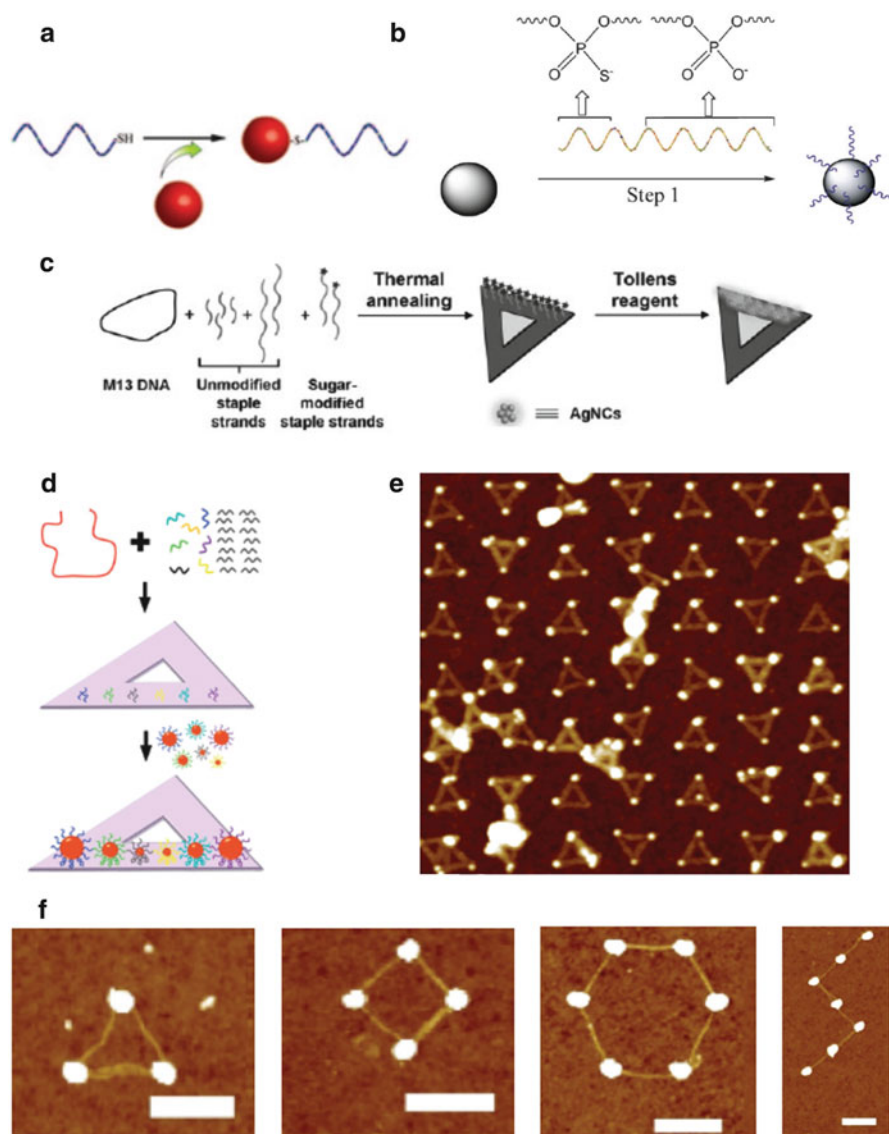 a
SH
S
b
O
O
P
O
S-
O
O
P
O
O-
Step 1
c
M13 DNA
+
+
+
Unmodified
staple
strands
Sugar-
modified staple strands
Thermal
annealing
Tollens
reagent
AgNCs
d
e
f